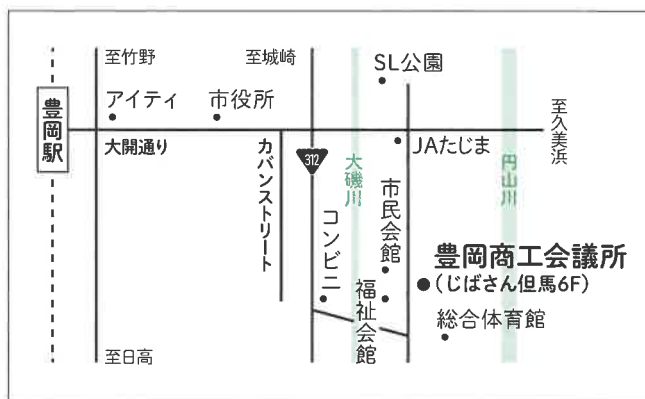 至竹野
至城崎
SL公園
豊岡駅
アイティ
市役所
至久美浜
大開通り
カバンストリート
312
大磯川
JAたじま
円山川
市民会館
コンビニ
豊岡商工会議所
(じばさん但馬6F)
福祉会館
総合体育館
至日高